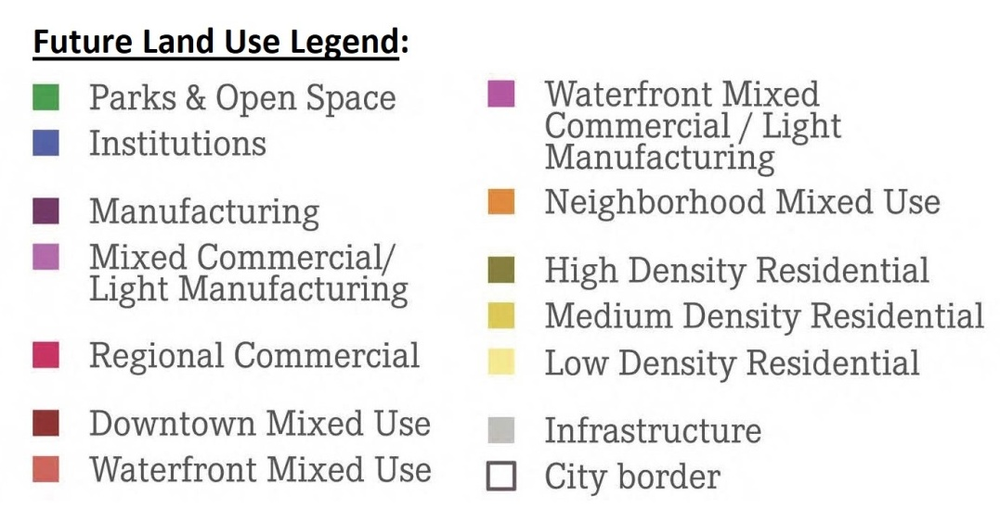 Future Land Use Legend:
Parks & Open Space
Institutions
Manufacturing
Mixed Commercial/
Light Manufacturing
Regional Commercial
Downtown Mixed Use
Waterfront Mixed Use
Waterfront Mixed
Commercial / Light
Manufacturing
Neighborhood Mixed Use
High Density Residential
Medium Density Residential
Low Density Residential
Infrastructure
City border